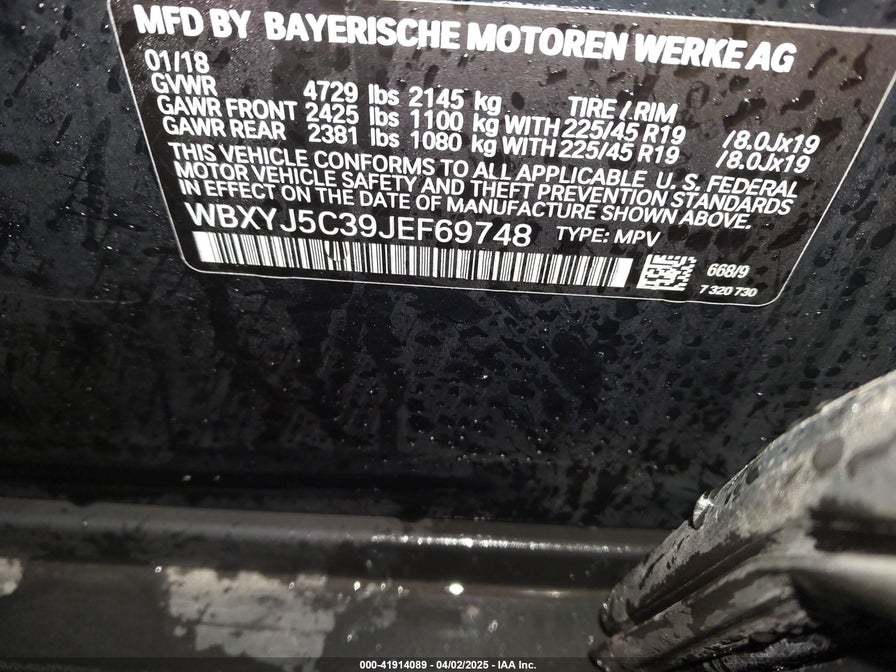 MFD BY BAYERISCHE MOTOREN WERKE AG
01/18
GVWR 4729 lbs 2145 kg TIRE / RIM
GAWR FRONT 2425 lbs 1100 kg WITH 225/45 R19 /8.0Jx19
GAWR REAR 2381 lbs 1080 kg WITH 225/45 R19 /8.0Jx19
THIS VEHICLE CONFORMS TO ALL APPLICABLE U.S. FEDERAL
MOTOR VEHICLE SAFETY AND THEFT PREVENTION STANDARDS
IN EFFECT ON THE DATE OF MANUFACTURE SHOWN ABOVE.
WBXYJ5C39JEF69748 TYPE: MPV
668/9
7 320 730
000-41914089 - 04/02/2025 - IAA Inc.